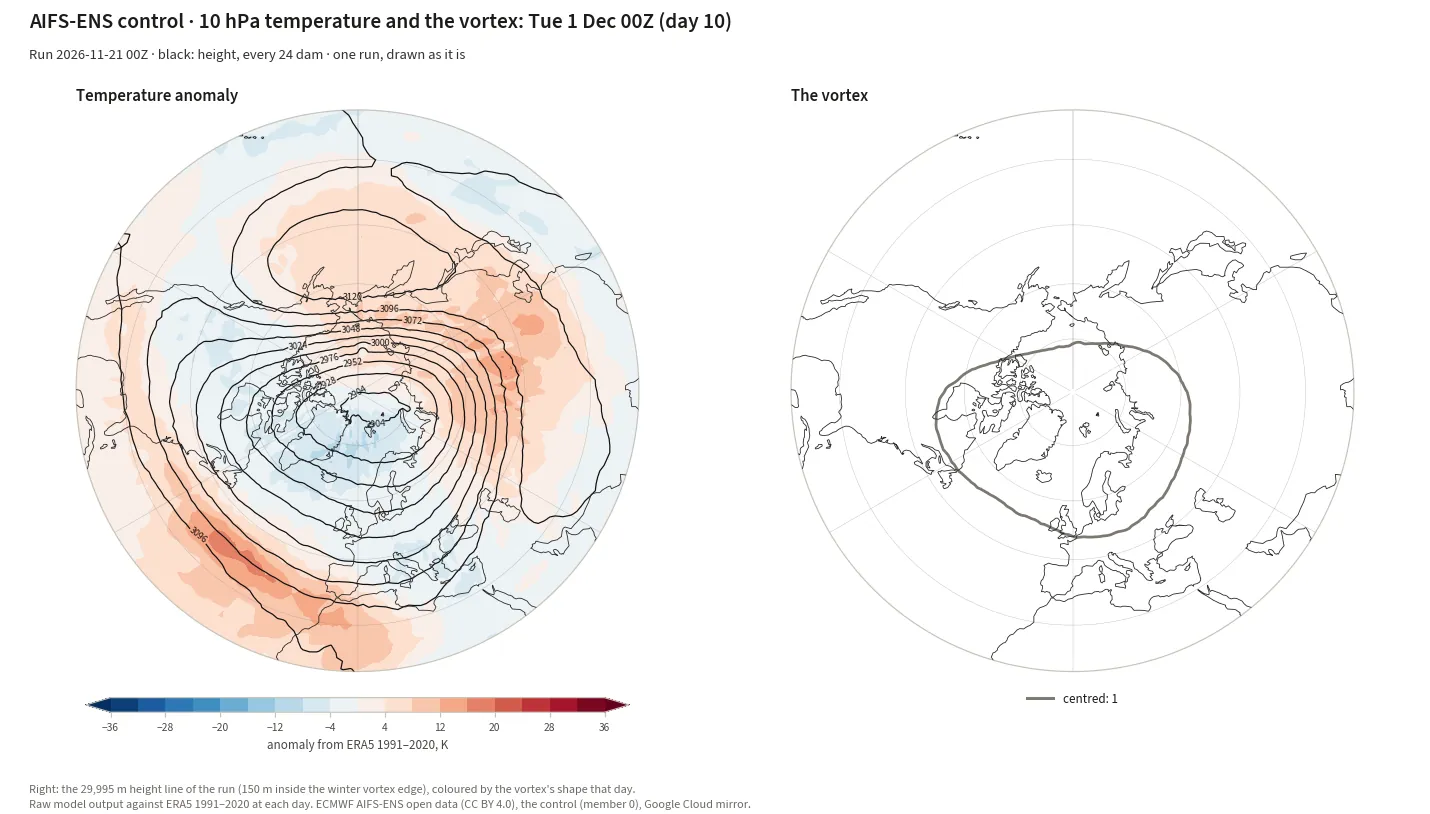 AIFS-ENS control · 10 hPa temperature and the vortex: Tue 1 Dec 00Z (day 10)
Run 2026-11-21 00Z · black: height, every 24 dam · one run, drawn as it is
Temperature anomaly
The vortex
3120
3096
3072
3048
3024
3000
2976
2952
2928
2904
2904
3096
centred: 1
−36 −28 −20 −12 −4 4 12 20 28 36
anomaly from ERA5 1991–2020, K
Right: the 29,995 m height line of the run (150 m inside the winter vortex edge), coloured by the vortex's shape that day.
Raw model output against ERA5 1991–2020 at each day. ECMWF AIFS-ENS open data (CC BY 4.0), the control (member 0), Google Cloud mirror.